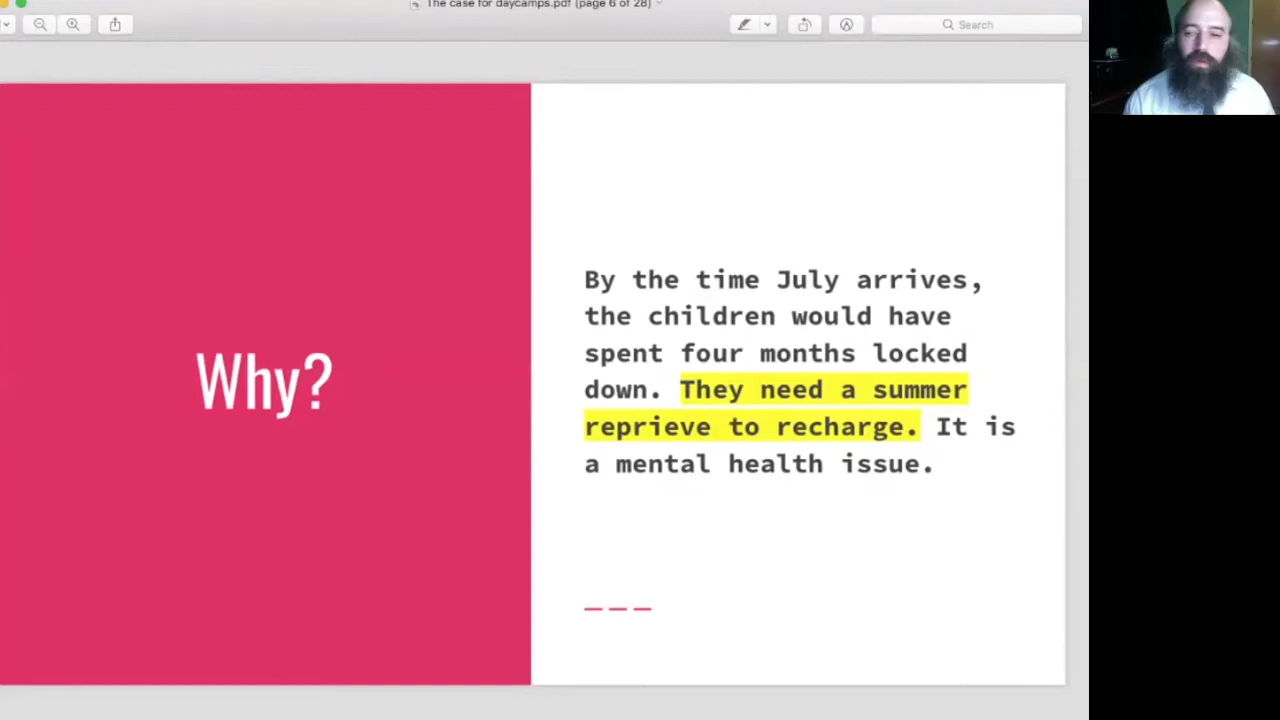 The case for daycamps.pdf (page 6 of 28)
Search
Why?
By the time July arrives,
the children would have
spent four months locked
down. They need a summer
reprieve to recharge. It is
a mental health issue.